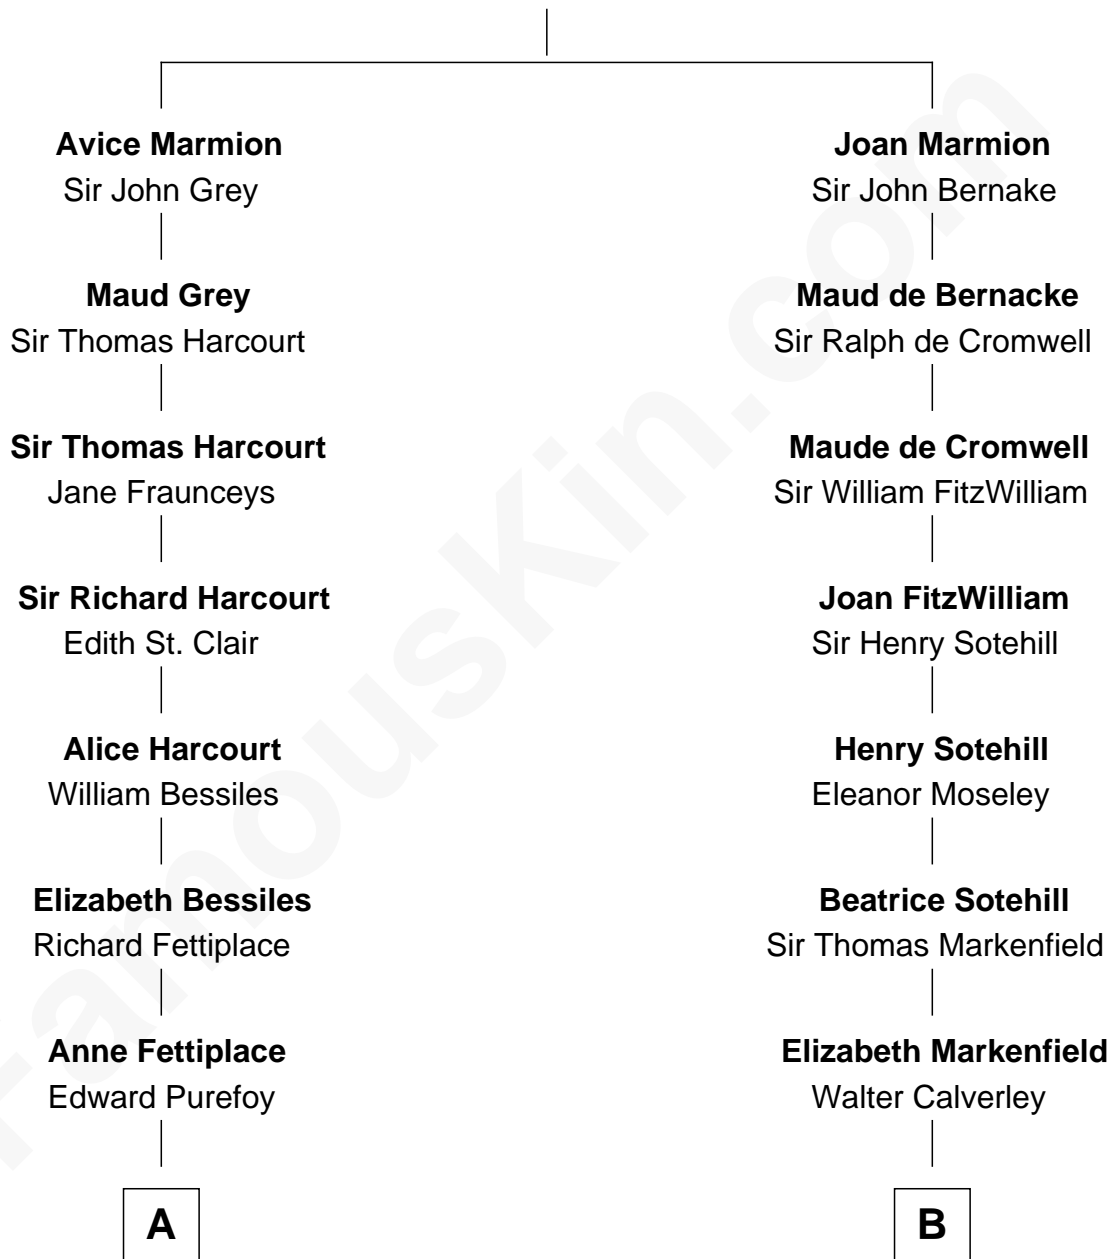 Avice Marmion
Sir John Grey
Maud Grey
Sir Thomas Harcourt
Sir Thomas Harcourt
Jane Fraunceys
Sir Richard Harcourt
Edith St. Clair
Alice Harcourt
William Bessiles
Elizabeth Bessiles
Richard Fettiplace
Anne Fettiplace
Edward Purefoy
A
Joan Marmion
Sir John Bernake
Maud de Bernacke
Sir Ralph de Cromwell
Maude de Cromwell
Sir William FitzWilliam
Joan FitzWilliam
Sir Henry Sotehill
Henry Sotehill
Eleanor Moseley
Beatrice Sotehill
Sir Thomas Markenfield
Elizabeth Markenfield
Walter Calverley
B
FamousKin.com